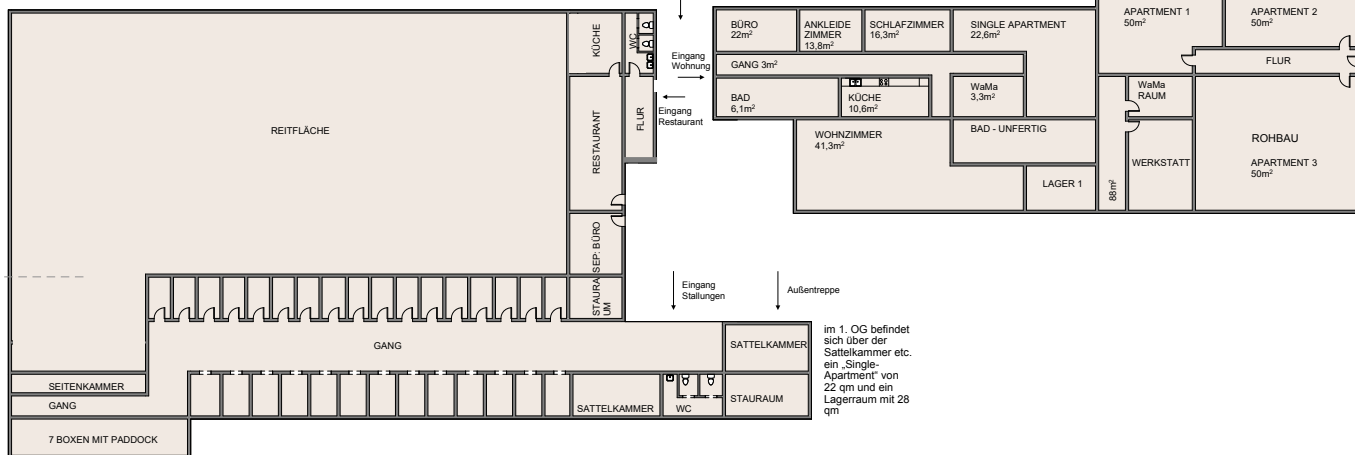 REITFLÄCHE
KÜCHE
WC
RESTAURANT
FLUR
SEP: BÜRO
STAURA
UM
Eingang
Wohnung
Eingang
Restaurant
BÜRO
22m²
ANKLEIDE
ZIMMER
13,8m²
SCHLAFZIMMER
16,3m²
SINGLE APARTMENT
22,6m²
GANG 3m²
BAD
6,1m²
KÜCHE
10,6m²
WaMa
3,3m²
WOHNZIMMER
41,3m²
BAD - UNFERTIG
LAGER 1
88m²
APARTMENT 1
50m²
APARTMENT 2
50m²
FLUR
WaMa
RAUM
WERKSTATT
ROHBAU
APARTMENT 3
50m²
Eingang
Stallungen
Außentreppe
GANG
SATTELKAMMER
im 1. OG befindet
sich über der
Sattelkammer etc.
ein „Single-
Apartment" von
22 qm und ein
Lagerraum mit 28
qm
SEITENKAMMER
GANG
SATTELKAMMER
WC
STAURAUM
7 BOXEN MIT PADDOCK